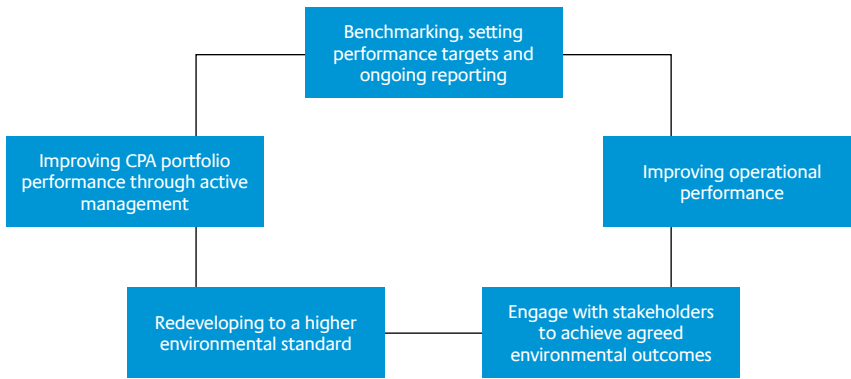 Benchmarking, setting
performance targets and
ongoing reporting
Improving CPA portfolio
performance through active
management
Improving operational
performance
Redeveloping to a higher
environmental standard
Engage with stakeholders
to achieve agreed
environmental outcomes